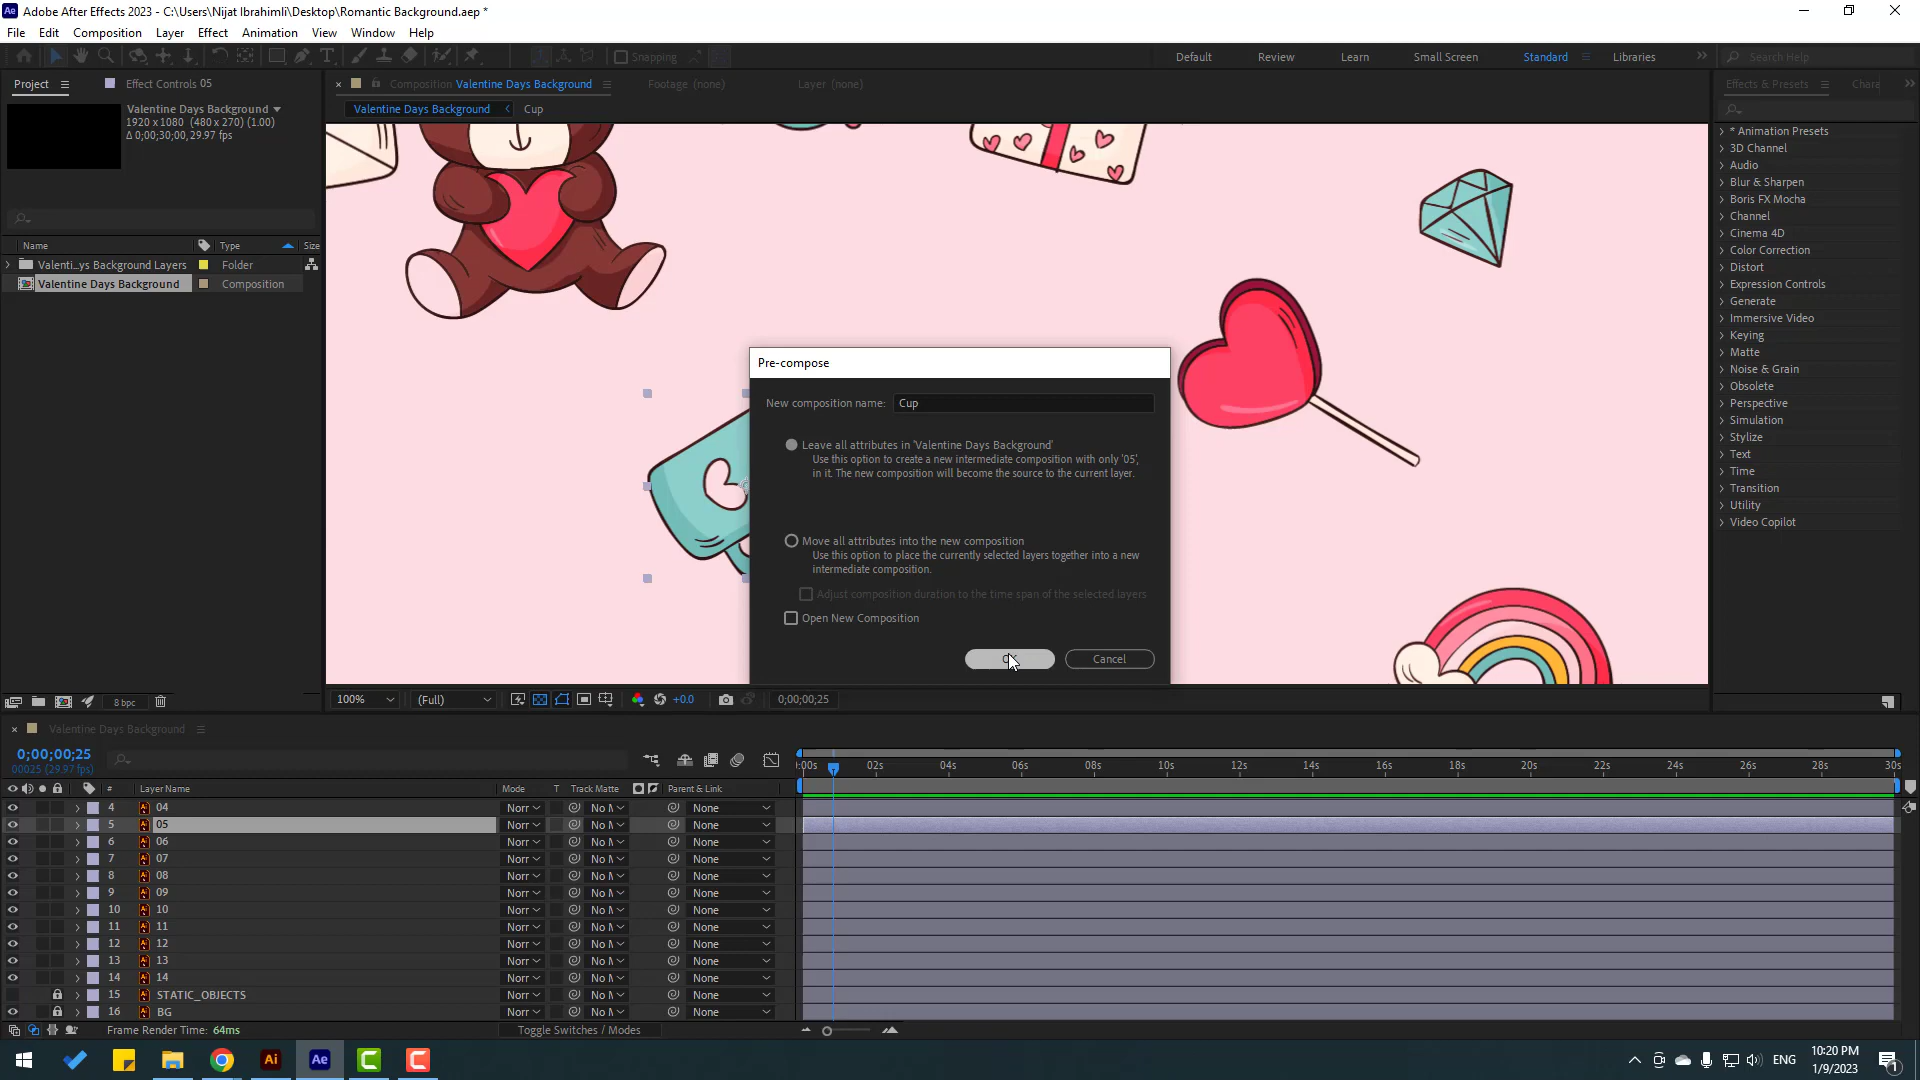 Adobe After Effects 2023 - C:\Users\Nijat Ibrahimli\Desktop\Romantic Background.aep *
File Edit Composition Layer Effect Animation View Window Help
Snapping
Default Review Learn Small Screen Standard Libraries Search Help
Project Effect Controls 05
Composition Valentine Days Background
Footage (none)
Layer (none)
Effects & Presets
Valentine Days Background
1920 x 1080 (480 x 270) (1.00)
Δ 0;00;30;00, 29.97 fps
Valentine Days Background Cup
Name Type Size
Valenti...ys Background Layers Folder
Valentine Days Background Composition
* Animation Presets
3D Channel
Audio
Blur & Sharpen
Boris FX Mocha
Channel
Cinema 4D
Color Correction
Distort
Expression Controls
Generate
Immersive Video
Keying
Matte
Noise & Grain
Obsolete
Perspective
Simulation
Stylize
Text
Time
Transition
Utility
Video Copilot
Pre-compose
New composition name: Cup
Leave all attributes in 'Valentine Days Background'
Use this option to create a new intermediate composition with only '05',
in it. The new composition will become the source to the current layer.
Move all attributes into the new composition
Use this option to place the currently selected layers together into a new
intermediate composition.
Adjust composition duration to the time span of the selected layers
Open New Composition
Cancel
8 bpc
100% (Full) +0.0 0;00;00;25
Valentine Days Background
0;00;00;25
00025 (29.97 fps)
:00s 02s 04s 06s 08s 10s 12s 14s 16s 18s 20s 22s 24s 26s 28s 30s
# Layer Name Mode T Track Matte Parent & Link
4 04 Norr No M None
5 05 Norr No M None
6 06 Norr No M None
7 07 Norr No M None
8 08 Norr No M None
9 09 Norr No M None
10 10 Norr No M None
11 11 Norr No M None
12 12 Norr No M None
13 13 Norr No M None
14 14 Norr No M None
15 STATIC_OBJECTS Norr No M None
16 BG Norr No M None
Frame Render Time: 64ms
Toggle Switches / Modes
ENG
10:20 PM
1/9/2023